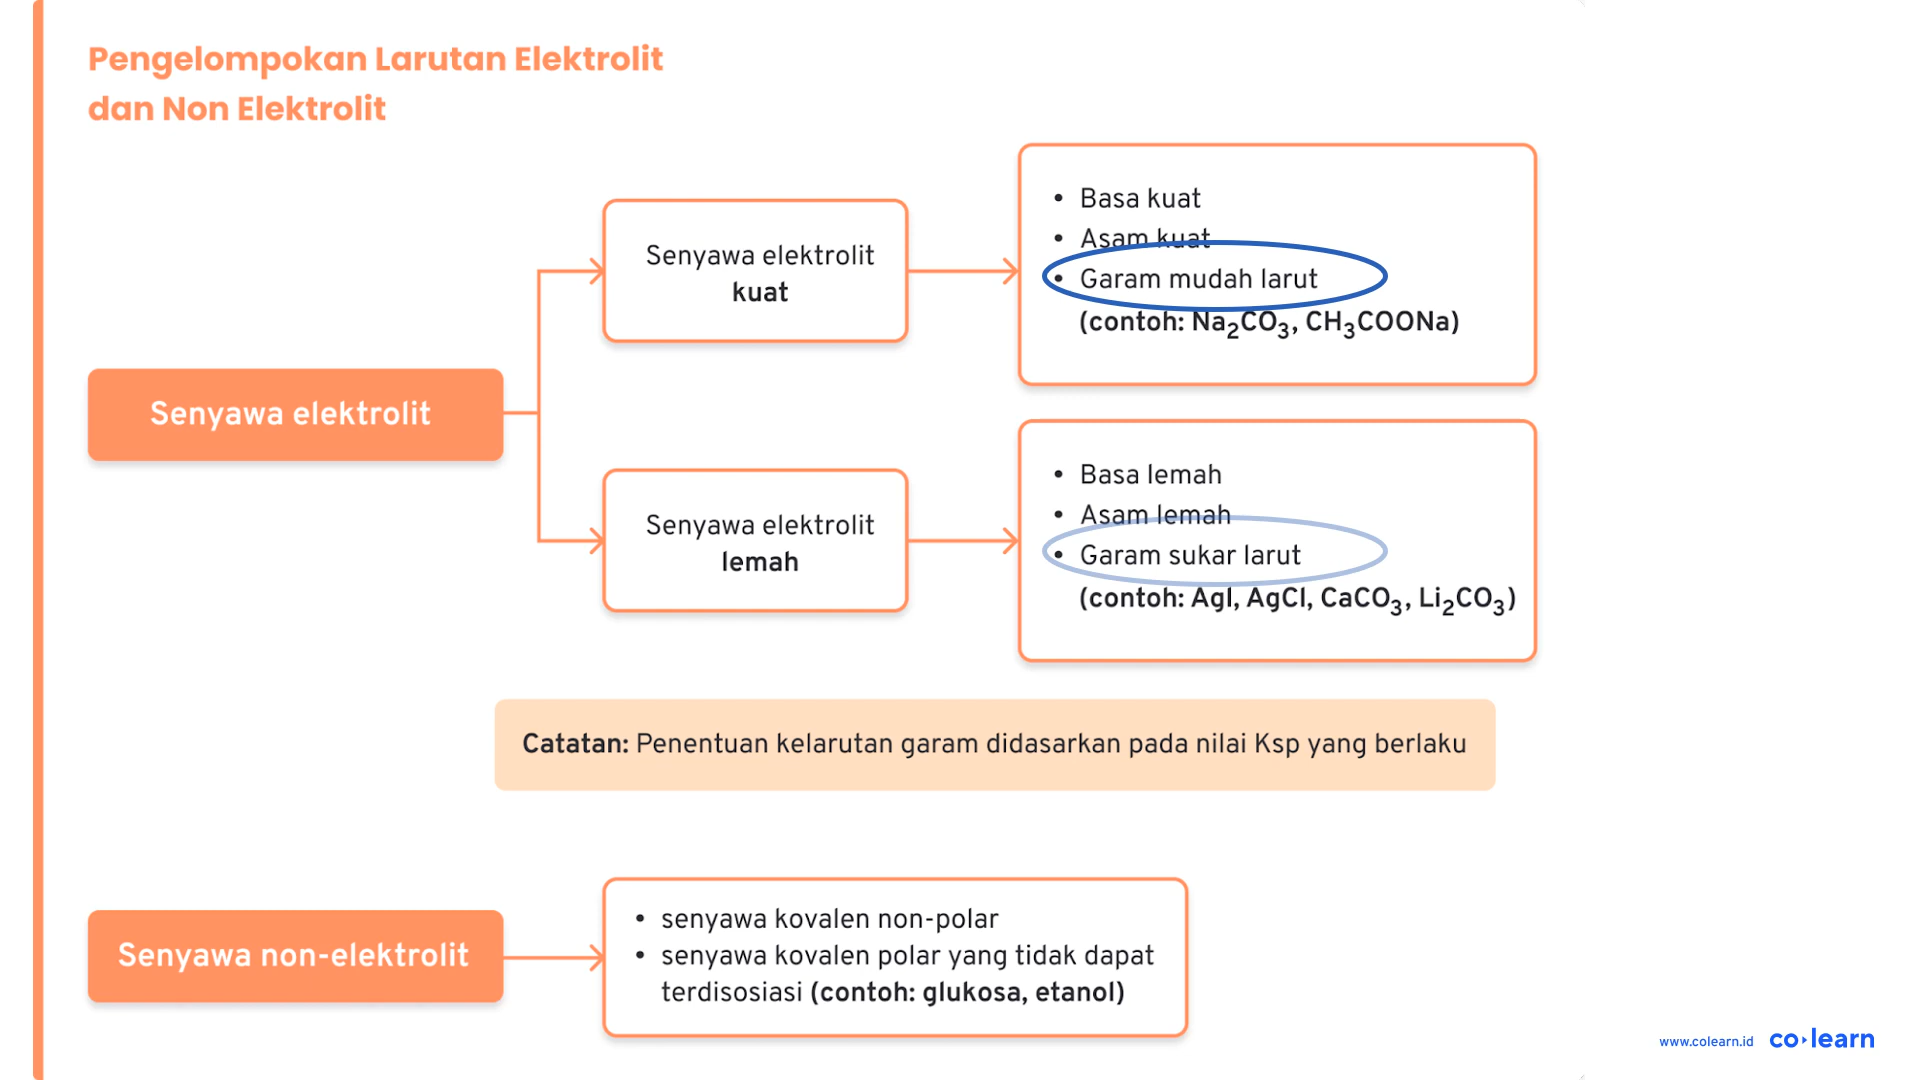 Pengelompokan Larutan Elektrolit
dan Non Elektrolit
Senyawa elektrolit
Senyawa elektrolit
kuat
• Basa kuat
• Asam kuat
• Garam mudah larut
(contoh: Na₂CO₃, CH₃COONa)
Senyawa elektrolit
lemah
• Basa lemah
• Asam lemah
• Garam sukar larut
(contoh: AgI, AgCl, CaCO₃, Li₂CO₃)
Catatan: Penentuan kelarutan garam didasarkan pada nilai Ksp yang berlaku
Senyawa non-elektrolit
• senyawa kovalen non-polar
• senyawa kovalen polar yang tidak dapat
terdisosiasi (contoh: glukosa, etanol)
www.colearn.id co·learn